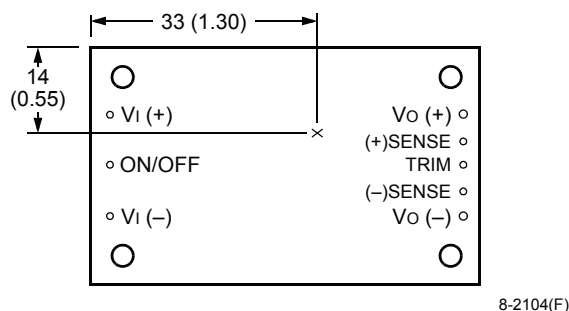 33 (1.30)
14
(0.55)
VI (+)
VO (+)
(+)SENSE
ON/OFF
TRIM
(–)SENSE
VI (–)
VO (–)
X
8-2104(F)